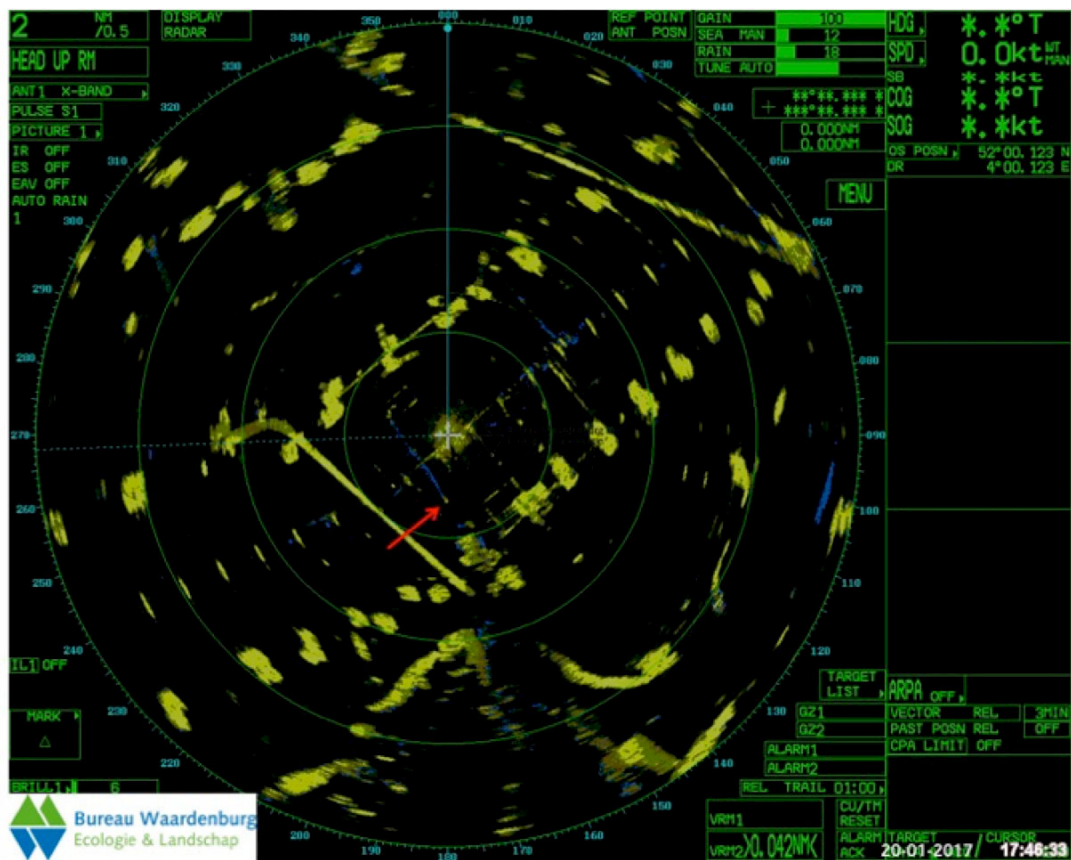 2 NM /0.5
DISPLAY
RADAR
HEAD UP RM
ANT1 X-BAND
PULSE S1
PICTURE 1
IR OFF
ES OFF
EAV OFF
AUTO RAIN
1
REF POINT
ANT POSN
GAIN 100
SEA MAN 12
RAIN 18
TUNE AUTO
+ **°**.*** *
***°**.*** *
0.000NM
0.000NM
MENU
HDG *.*°T
SPD 0.0kt WT MAN
SB *.*kt
COG *.*°T
SOG *.*kt
OS POSN 52°00.123 N
DR 4°00.123 E
000
010
020
030
040
050
060
070
080
090
100
110
120
130
140
150
160
170
180
190
220
230
240
250
260
270
280
290
300
310
320
330
340
350
IL1 OFF
MARK
△
BRILL1 6
Bureau Waardenburg
Ecologie & Landschap
TARGET
LIST
GZ1
GZ2
ALARM1
ALARM2
REL TRAIL 01:00
VRM1
VRM2 0.042NM
CU/TM
RESET
ALARM
ACK
ARPA OFF
VECTOR REL 3MIN
PAST POSN REL OFF
CPA LIMIT OFF
TARGET / CURSOR
20-01-2017 17:46:33